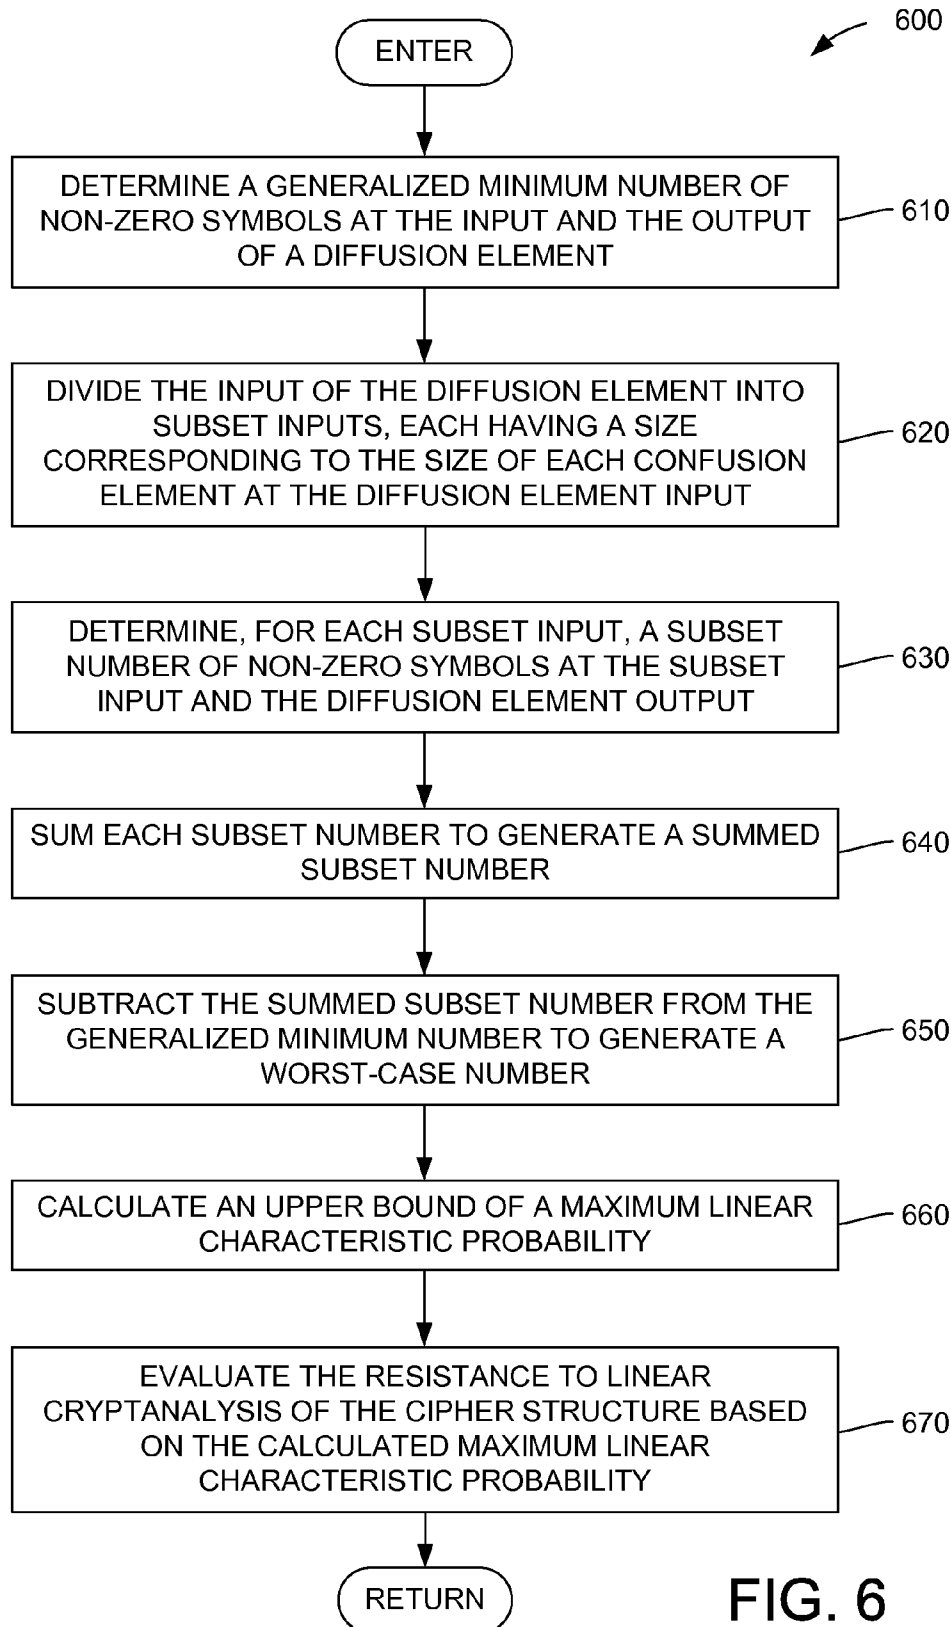 600
ENTER
DETERMINE A GENERALIZED MINIMUM NUMBER OF
NON-ZERO SYMBOLS AT THE INPUT AND THE OUTPUT
OF A DIFFUSION ELEMENT
610
DIVIDE THE INPUT OF THE DIFFUSION ELEMENT INTO
SUBSET INPUTS, EACH HAVING A SIZE
CORRESPONDING TO THE SIZE OF EACH CONFUSION
ELEMENT AT THE DIFFUSION ELEMENT INPUT
620
DETERMINE, FOR EACH SUBSET INPUT, A SUBSET
NUMBER OF NON-ZERO SYMBOLS AT THE SUBSET
INPUT AND THE DIFFUSION ELEMENT OUTPUT
630
SUM EACH SUBSET NUMBER TO GENERATE A SUMMED
SUBSET NUMBER
640
SUBTRACT THE SUMMED SUBSET NUMBER FROM THE
GENERALIZED MINIMUM NUMBER TO GENERATE A
WORST-CASE NUMBER
650
CALCULATE AN UPPER BOUND OF A MAXIMUM LINEAR
CHARACTERISTIC PROBABILITY
660
EVALUATE THE RESISTANCE TO LINEAR
CRYPTANALYSIS OF THE CIPHER STRUCTURE BASED
ON THE CALCULATED MAXIMUM LINEAR
CHARACTERISTIC PROBABILITY
670
RETURN
FIG. 6